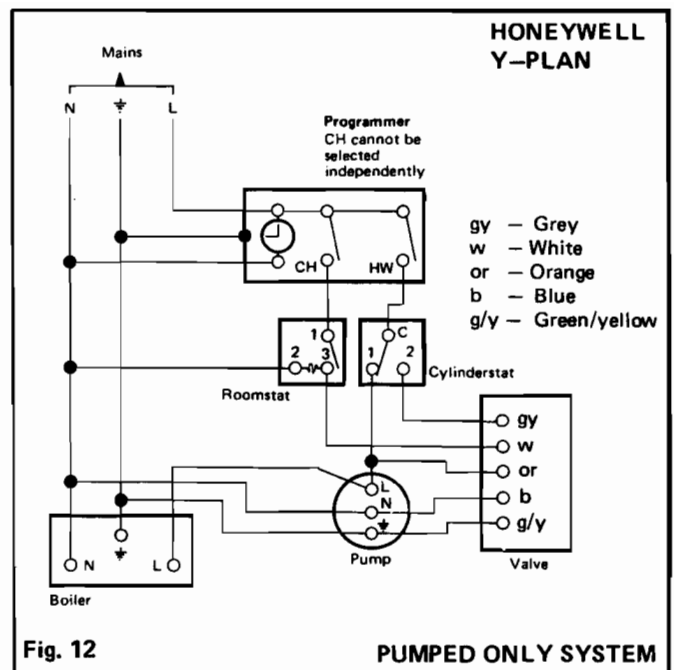 HONEYWELL
Y–PLAN
Mains
N L
Programmer
CH cannot be
selected
independently
gy – Grey
w – White
or – Orange
b – Blue
g/y – Green/yellow
CH HW
1 C
2 3 1 2
Roomstat
Cylinderstat
gy
w
or
b
g/y
L
N
Pump
Valve
N L
Boiler
Fig. 12
PUMPED ONLY SYSTEM